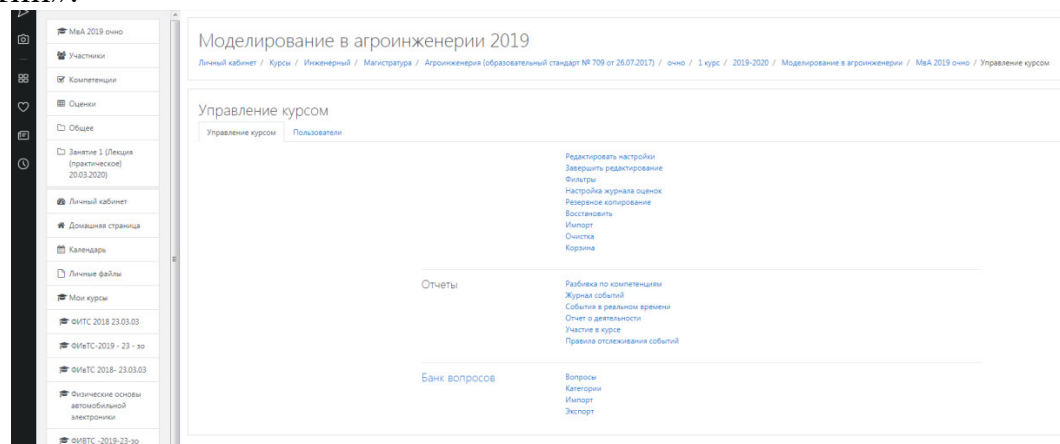 МвА 2019 очно
Участники
Компетенции
Оценки
Общее
Занятие 1 (Лекция
(практическое)
20.03.2020)
Личный кабинет
Домашняя страница
Календарь
Личные файлы
Мои курсы
ФИТС 2018 23.03.03
ФИвТС-2019 - 23 - зо
ФИвТС 2018- 23.03.03
Физические основы
автомобильной
электроники
ФИВТС -2019-23-зо
Моделирование в агроинженерии 2019
Личный кабинет / Курсы / Инженерный / Магистратура / Агроинженерия (образовательный стандарт № 709 от 26.07.2017) / очно / 1 курс / 2019-2020 / Моделирование в агроинженерии / МвА 2019 очно / Управление курсом
Управление курсом
Управление курсом Пользователи
Редактировать настройки
Завершить редактирование
Фильтры
Настройка журнала оценок
Резервное копирование
Восстановить
Импорт
Очистка
Корзина
Отчеты
Разбивка по компетенциям
Журнал событий
События в реальном времени
Отчет о деятельности
Участие в курсе
Правила отслеживания событий
Банк вопросов
Вопросы
Категории
Импорт
Экспорт